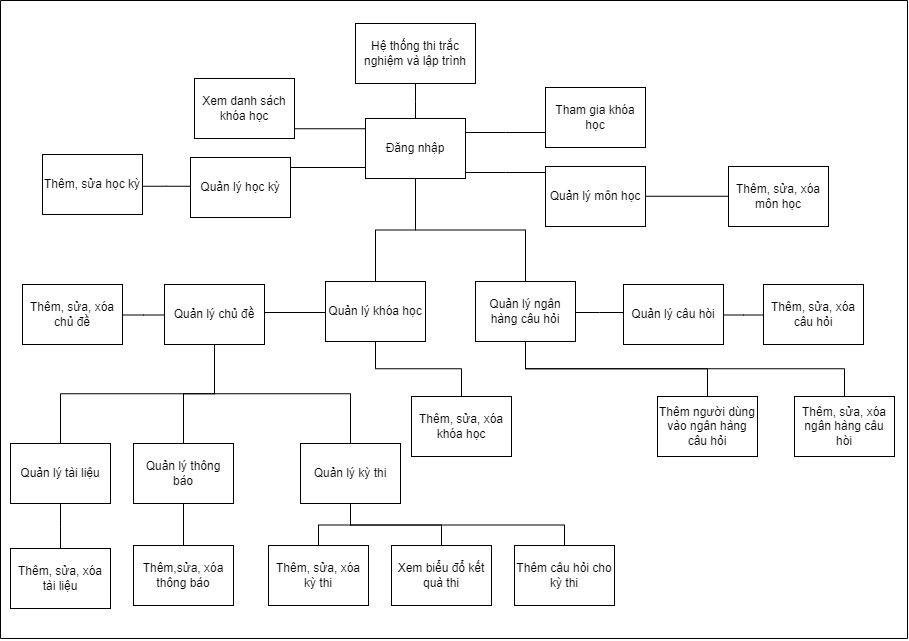 Hệ thống thi trắc
nghiệm và lập trình
Xem danh sách
khóa học
Tham gia khóa
học
Đăng nhập
Thêm, sửa học kỳ
Quản lý học kỳ
Quản lý môn học
Thêm, sửa, xóa
môn học
Thêm, sửa, xóa
chủ đề
Quản lý chủ đề
Quản lý khóa học
Quản lý ngân
hàng câu hỏi
Quản lý câu hỏi
Thêm, sửa, xóa
câu hỏi
Thêm, sửa, xóa
khóa học
Thêm người dùng
vào ngân hàng
câu hỏi
Thêm, sửa, xóa
ngân hàng câu
hỏi
Quản lý tài liệu
Quản lý thông
báo
Quản lý kỳ thi
Thêm, sửa, xóa
tài liệu
Thêm,sửa, xóa
thông báo
Thêm, sửa, xóa
kỳ thi
Xem biểu đồ kết
quả thi
Thêm câu hỏi cho
kỳ thi